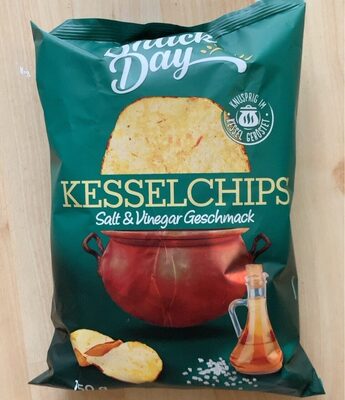 Snack
Day
KNUSPRIG IM
KESSEL GERÖSTET
KESSELCHIPS
Salt & Vinegar Geschmack